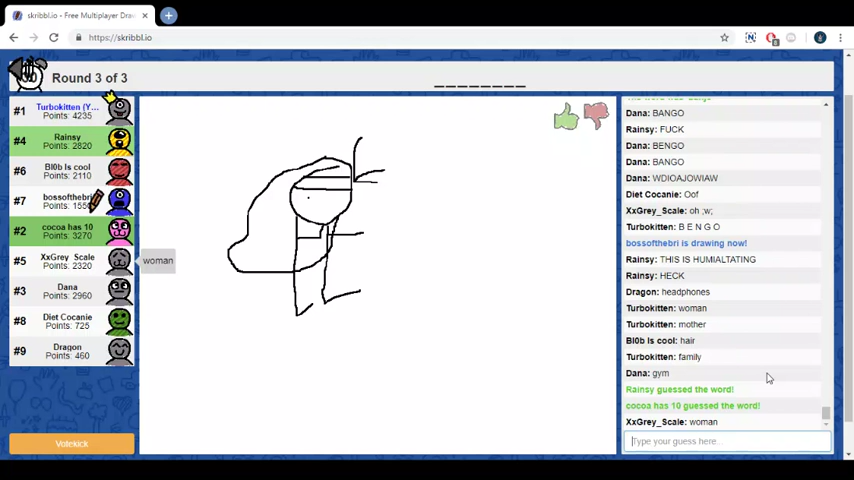 skribbl.io - Free Multiplayer Dra
https://skribbl.io
Round 3 of 3
________
#1 Turbokitten (Y...
Points: 4235
#4 Rainsy
Points: 2820
#6 Bl0b Is cool
Points: 2110
#7 bossofthebri
Points: 155
#2 cocoa has 10
Points: 3270
#5 XxGrey_Scale
Points: 2320
woman
#3 Dana
Points: 2960
#8 Diet Cocanie
Points: 725
#9 Dragon
Points: 460
Votekick
Dana: BANGO
Rainsy: FUCK
Dana: BENGO
Dana: BANGO
Dana: WDIOAJOWIAW
Diet Cocanie: Oof
XxGrey_Scale: oh ;w;
Turbokitten: B E N G O
bossofthebri is drawing now!
Rainsy: THIS IS HUMIALTATING
Rainsy: HECK
Dragon: headphones
Turbokitten: woman
Turbokitten: mother
Bl0b Is cool: hair
Turbokitten: family
Dana: gym
Rainsy guessed the word!
cocoa has 10 guessed the word!
XxGrey_Scale: woman
Type your guess here...